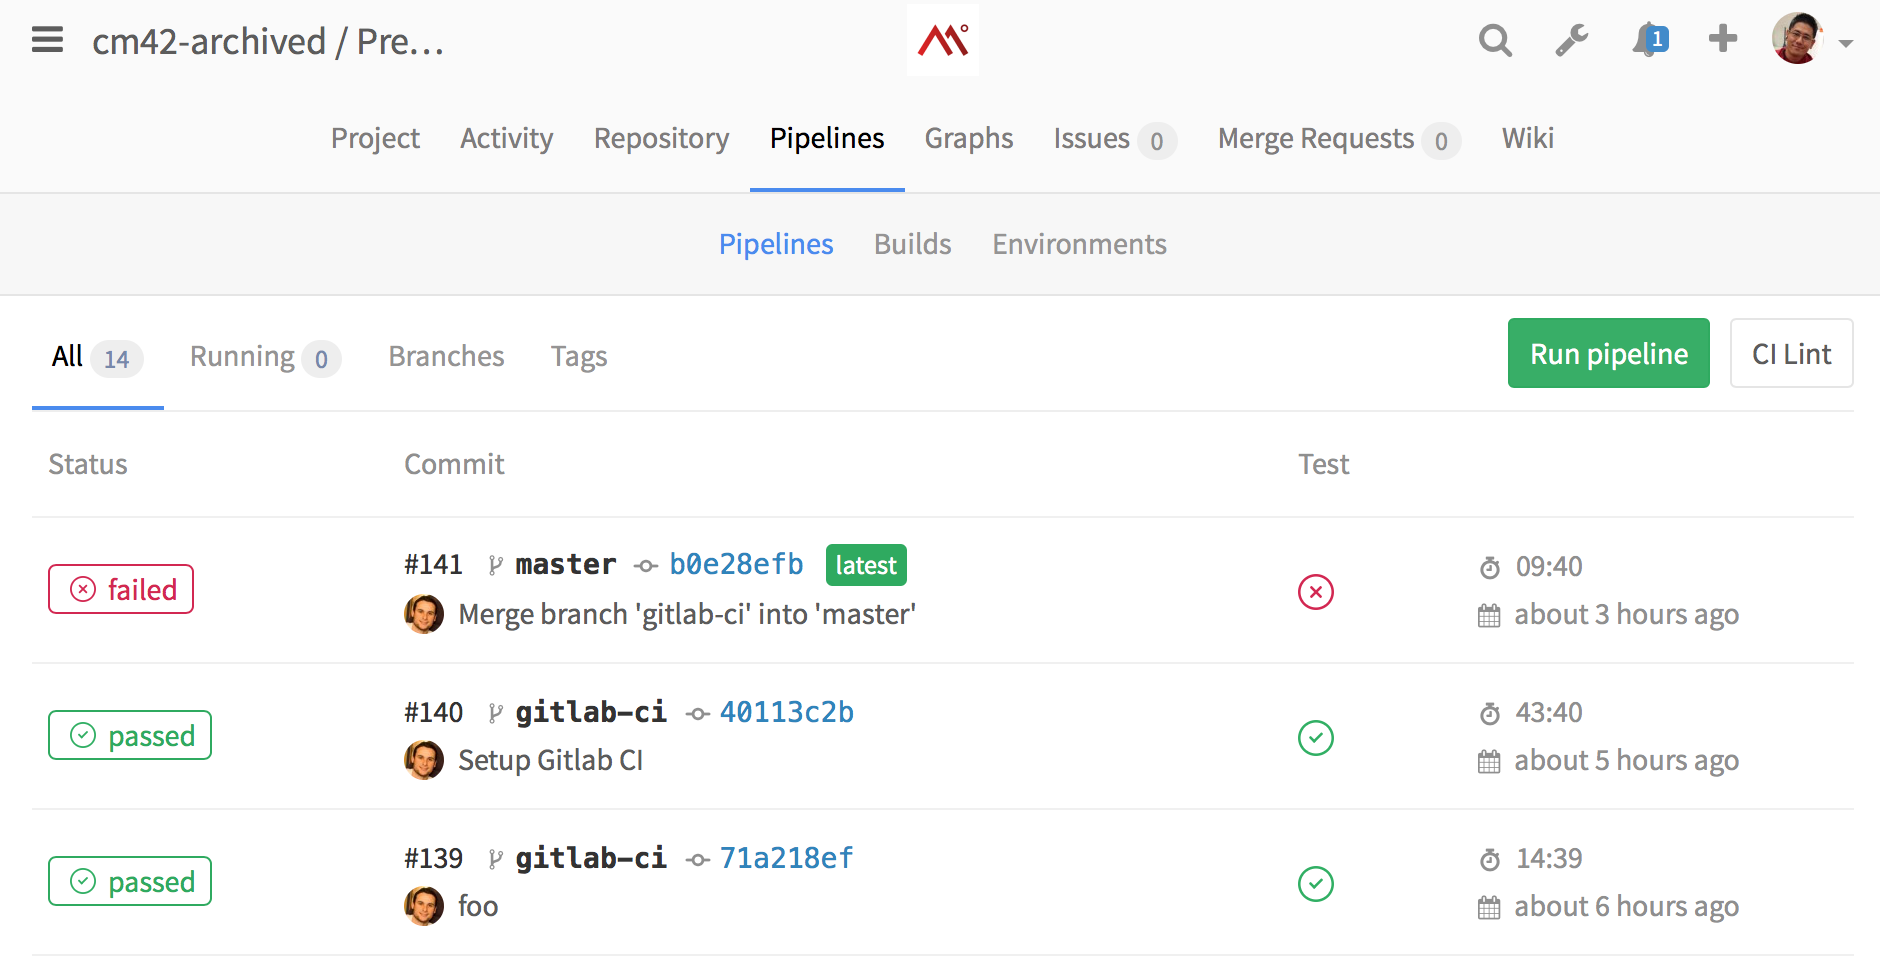 cm42-archived / Pre...
1
Project Activity Repository Pipelines Graphs Issues 0 Merge Requests 0 Wiki
Pipelines Builds Environments
All 14 Running 0 Branches Tags Run pipeline CI Lint
Status Commit Test
failed #141 master b0e28efb latest 09:40
Merge branch 'gitlab-ci' into 'master' about 3 hours ago
passed #140 gitlab-ci 40113c2b 43:40
Setup Gitlab CI about 5 hours ago
passed #139 gitlab-ci 71a218ef 14:39
foo about 6 hours ago